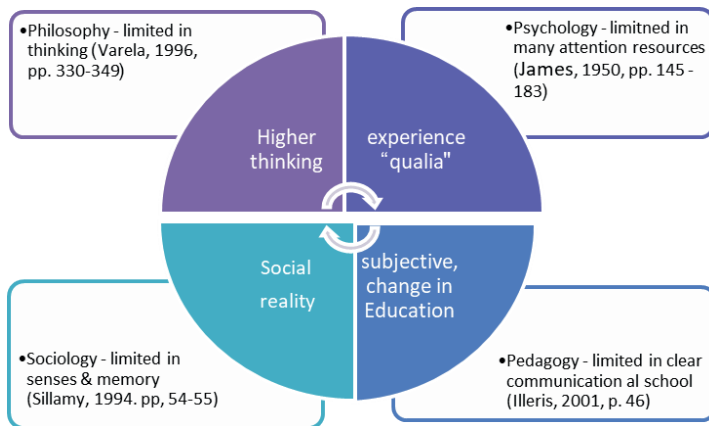 •Philosophy - limited in
thinking (Varela, 1996,
pp. 330-349)
•Psychology - limitned in
many attention resources
(James, 1950, pp. 145 -
183)
Higher
thinking
experience
“qualia"
Social
reality
subjective,
change in
Education
•Sociology - limited in
senses & memory
(Sillamy, 1994. pp, 54-55)
•Pedagogy - limited in clear
communication al school
(Illeris, 2001, p. 46)